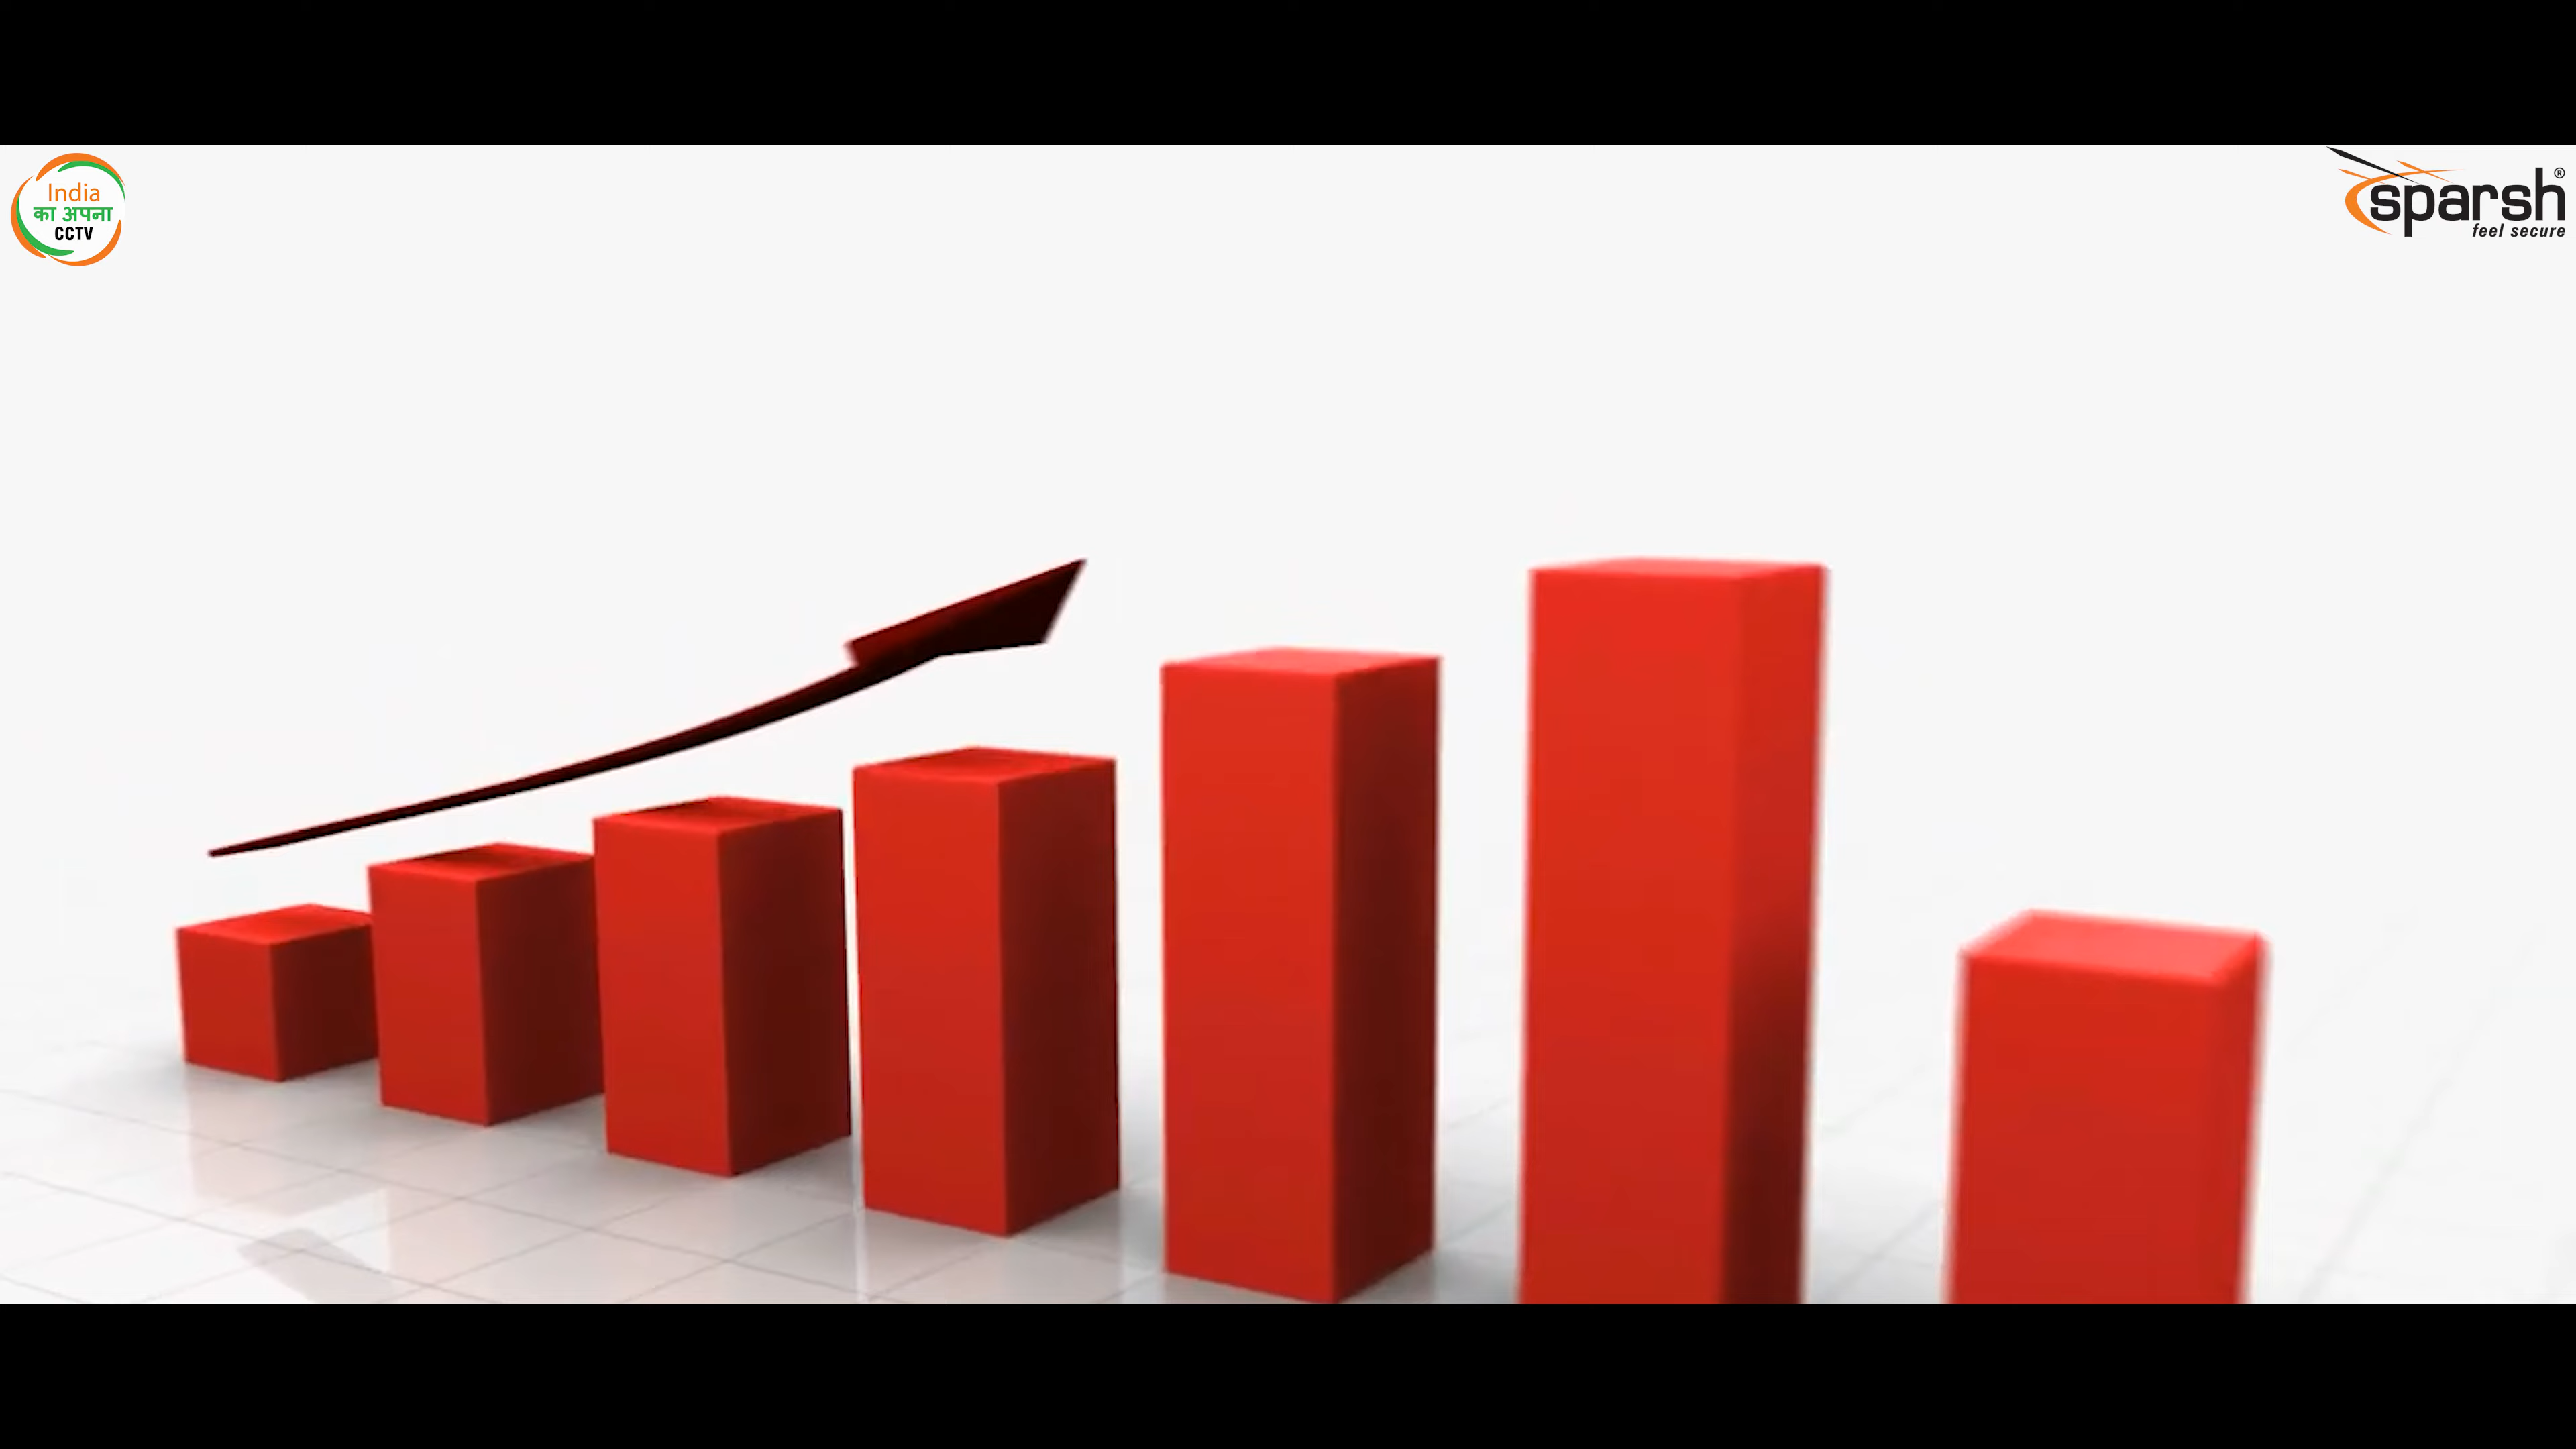 India
का अपना
CCTV
sparsh®
feel secure